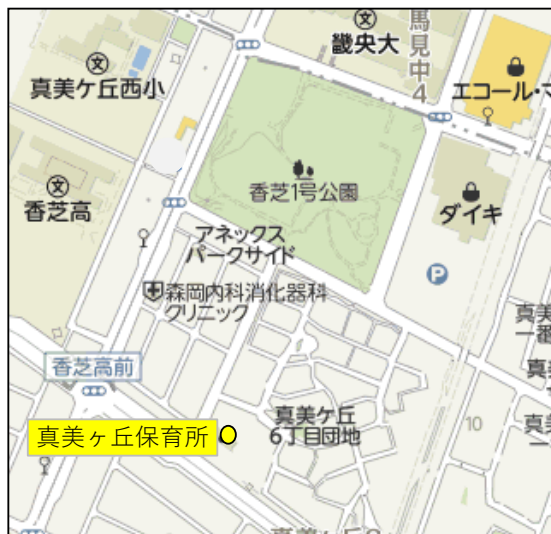 畿央大
馬見中4
真美ケ丘西小
エコール・マ
香芝高
香芝1号公園
ダイキ
アネックス
パークサイド
P
森岡内科消化器科
クリニック
真美
一番
香芝高前
真美ケ丘
6丁目団地
真美ヶ丘保育所
10
真美
一